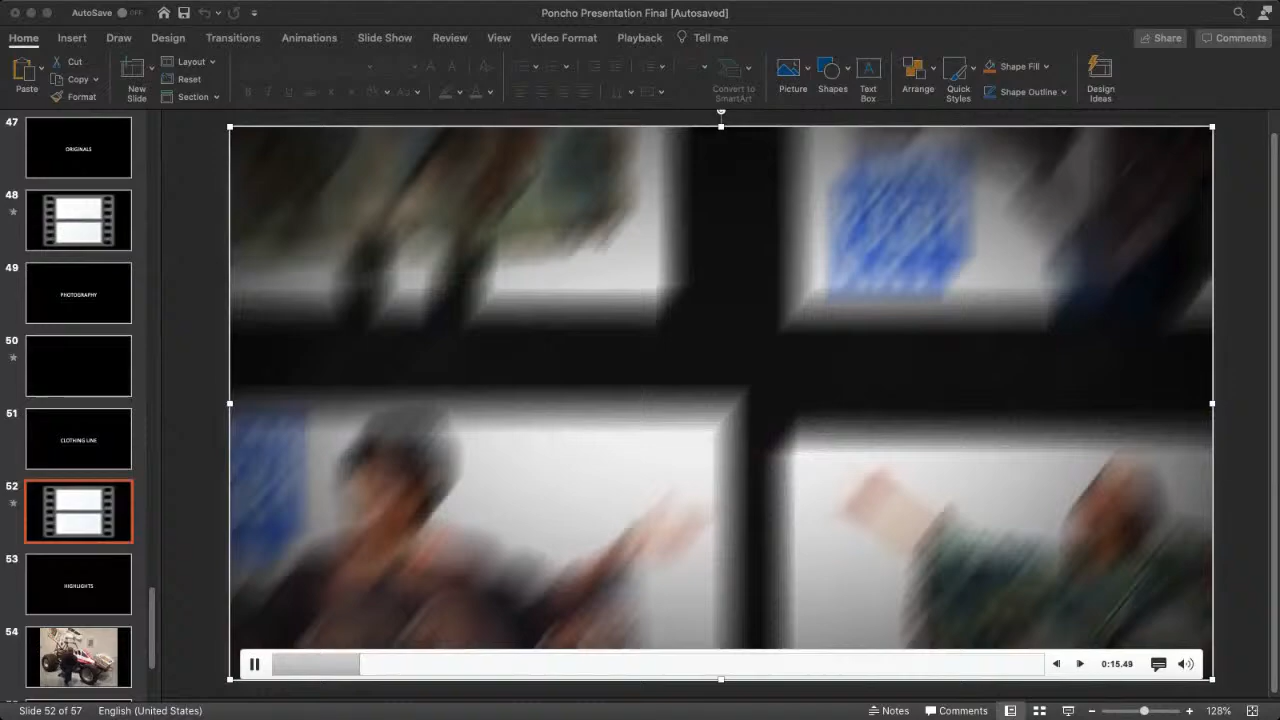 AutoSave OFF
Poncho Presentation Final [Autosaved]
Home Insert Draw Design Transitions Animations Slide Show Review View Video Format Playback Tell me
Share Comments
Paste
Cut
Copy
Format
New Slide
Layout
Reset
Section
Convert to SmartArt
Picture
Shapes
Text Box
Arrange
Quick Styles
Shape Fill
Shape Outline
Design Ideas
47
ORIGINALS
48
49
PHOTOGRAPHY
50
51
CLOTHING LINE
52
53
HIGHLIGHTS
54
0:15.49
Slide 52 of 57 English (United States)
Notes Comments 128%